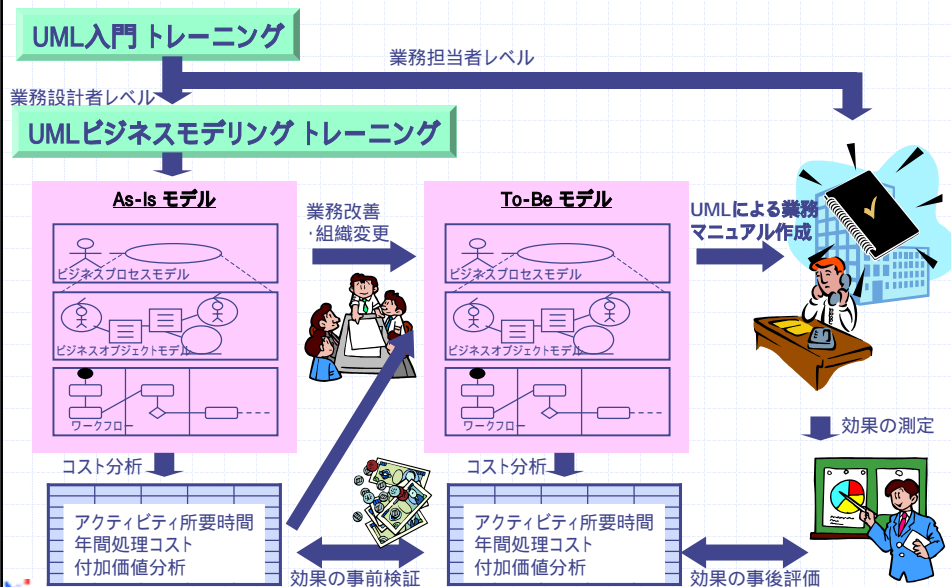 UML入門 トレーニング
業務担当者レベル
業務設計者レベル
UMLビジネスモデリング トレーニング
As-Is モデル
ビジネスプロセスモデル
ビジネスオブジェクトモデル
ワークフロー
業務改善
・組織変更
To-Be モデル
ビジネスプロセスモデル
ビジネスオブジェクトモデル
ワークフロー
UMLによる業務
マニュアル作成
効果の測定
コスト分析
アクティビティ所要時間
年間処理コスト
付加価値分析
効果の事前検証
コスト分析
アクティビティ所要時間
年間処理コスト
付加価値分析
効果の事後評価